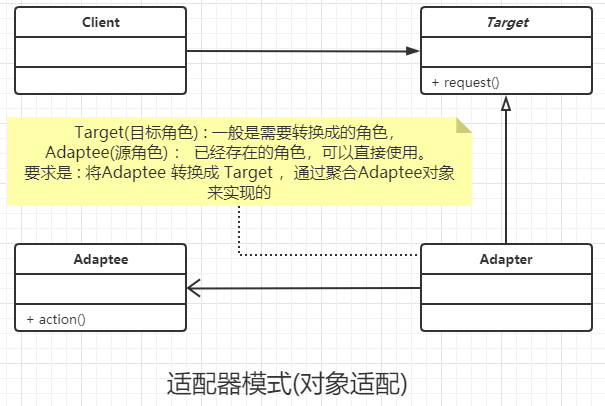 Client
Target
+ request()
Target(目标角色) : 一般是需要转换成的角色，
Adaptee(源角色) ： 已经存在的角色，可以直接使用。
要求是 : 将Adaptee 转换成 Target ，通过聚合Adaptee对象
来实现的
Adaptee
+ action()
Adapter
适配器模式(对象适配)